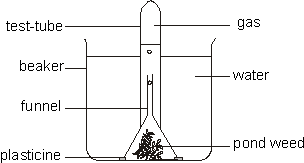 test-tube
gas
beaker
water
funnel
pond weed
plasticine